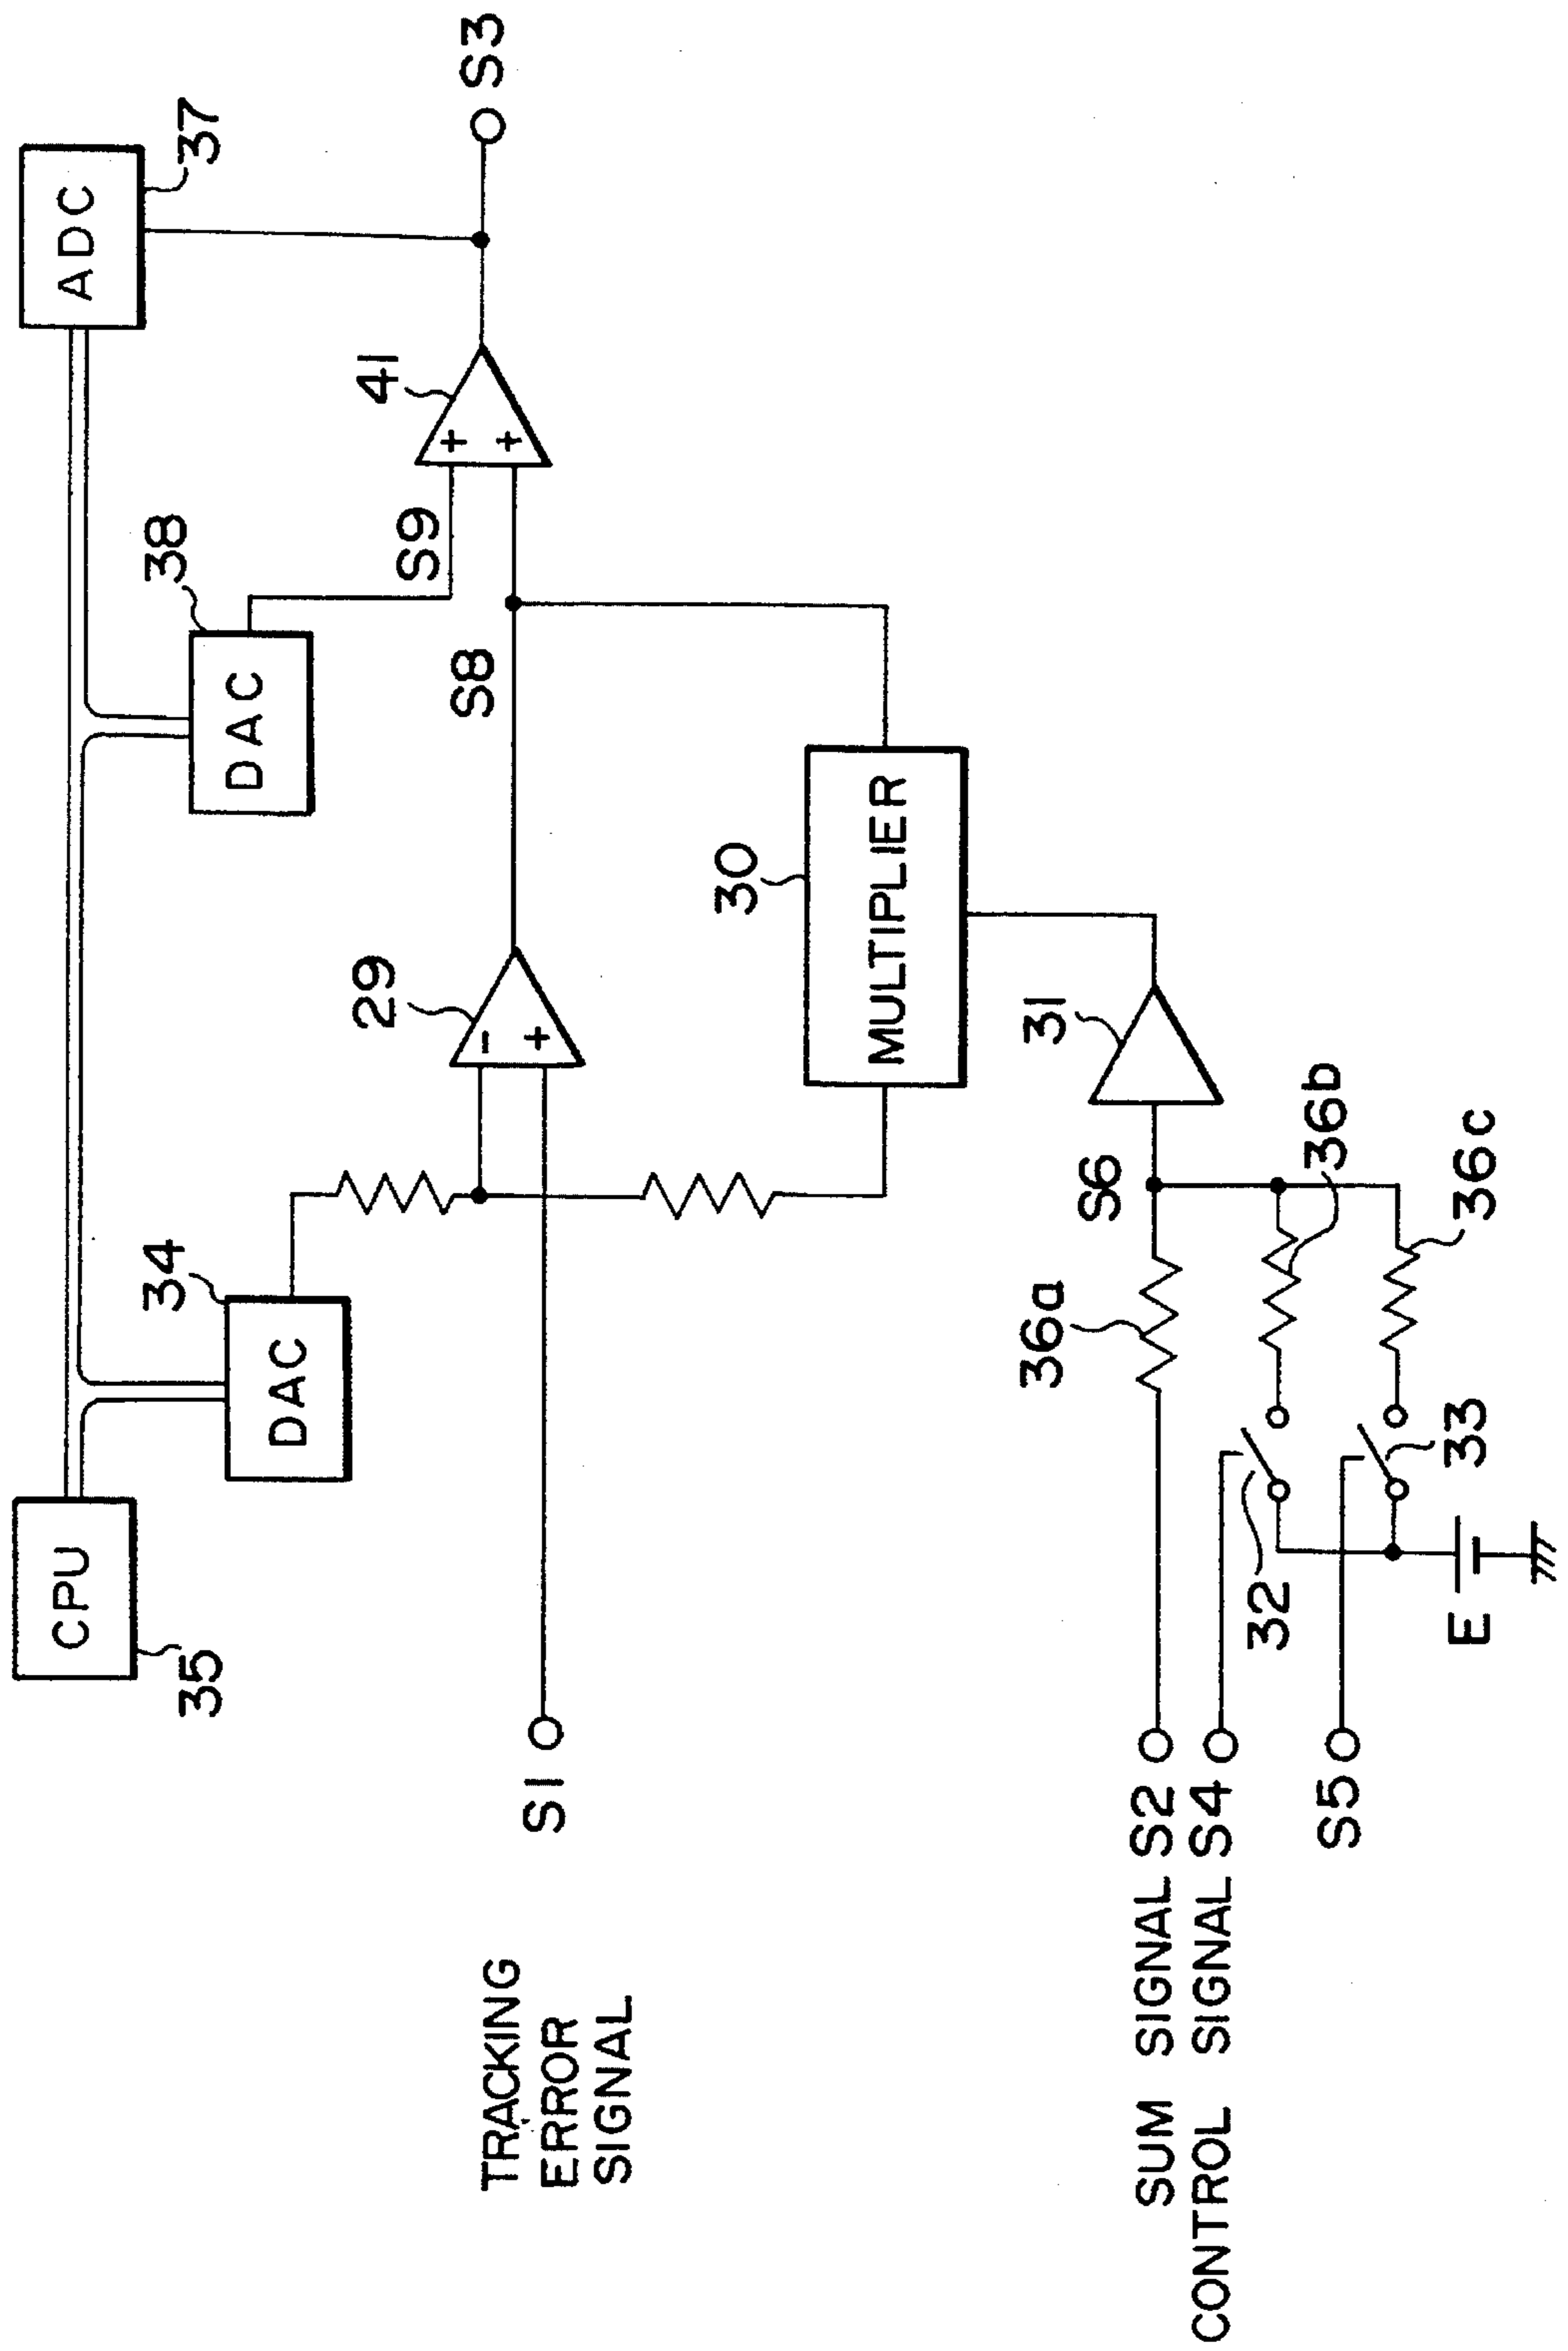 CPU
35
ADC
37
DAC
34
DAC
38
S9
41
S3
29
-
+
+
+
S8
S1
TRACKING
ERROR
SIGNAL
30
MULTIPLIER
31
S6
36a
36b
36c
SUM SIGNAL S2
CONTROL SIGNAL S4
S5
32
33
E